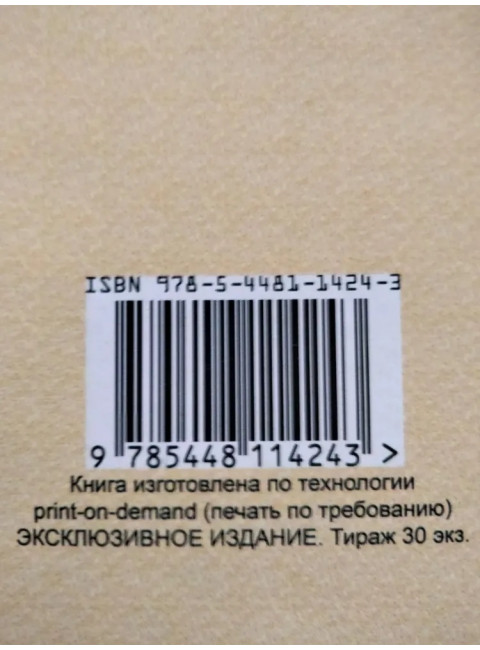 ISBN 978-5-4481-1424-3
9 785448 114243 >
Книга изготовлена по технологии
print-on-demand (печать по требованию)
ЭКСКЛЮЗИВНОЕ ИЗДАНИЕ. Тираж 30 экз.